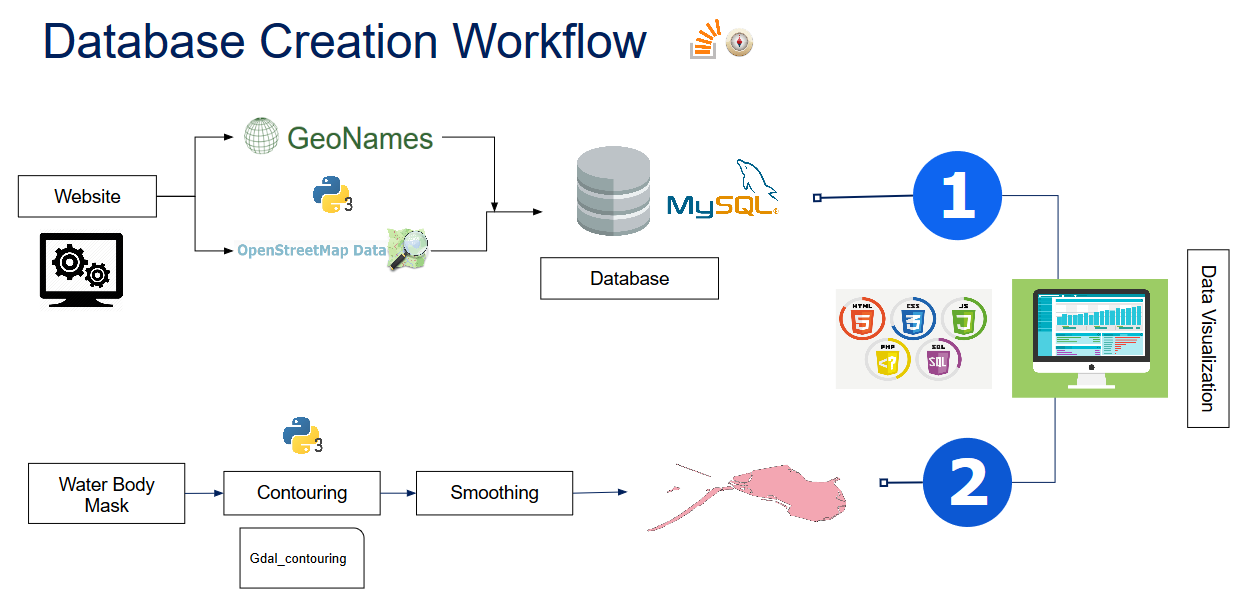 Database Creation Workflow
GeoNames
Website
3
OpenStreetMap Data
MySQL
Database
1
HTML
5
CSS
3
JS
J
PHP
<?
SQL
SQL
Data Visualization
3
Water Body
Mask
Contouring
Smoothing
2
Gdal_contouring